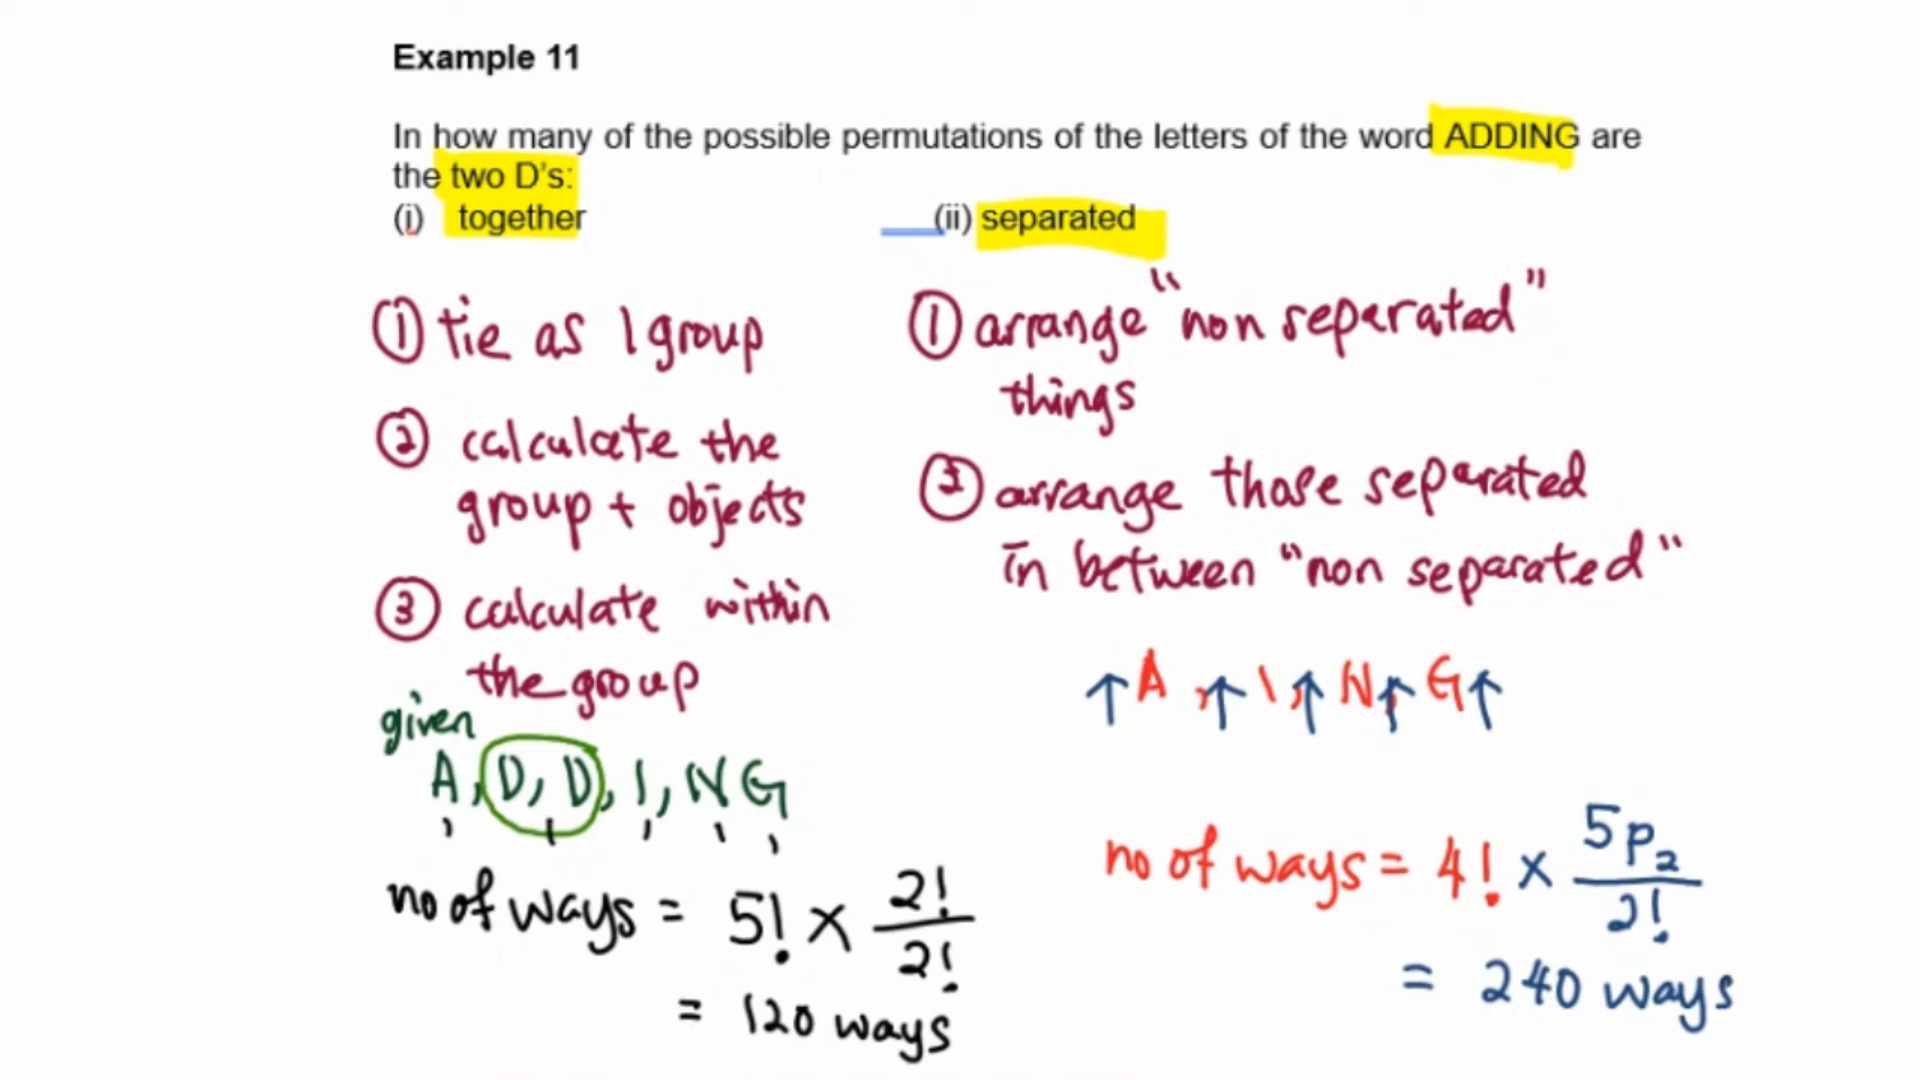 Example 11
In how many of the possible permutations of the letters of the word ADDING are
the two D's:
(i) together
(ii) separated
① tie as 1 group
② calculate the
group + objects
③ calculate within
the group
given
A, D, D, I, N G
no of ways = 5! × 2!/2!
= 120 ways
① arrange "non separated"
things
② arrange those separated
in between "non separated"
↑ A, ↑ I, ↑ N, ↑ G ↑
no of ways = 4! × 5P2/2!
= 240 ways